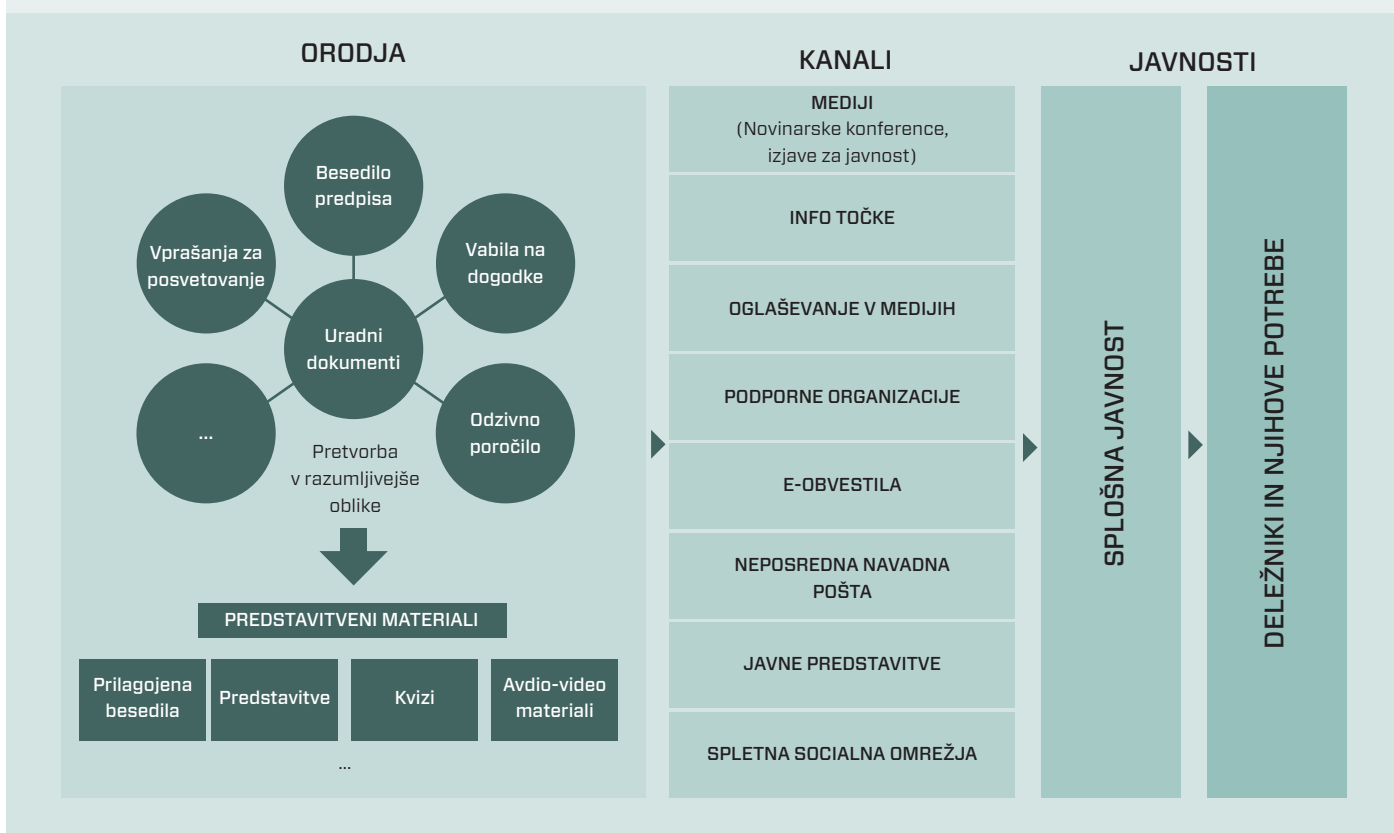 ORODJA
Besedilo
predpisa
Vprašanja za
posvetovanje
Vabila na
dogodke
Uradni
dokumenti
...
Odzivno
poročilo
Pretvorba
v razumljivejše
oblike
PREDSTAVITVENI MATERIALI
Prilagojena
besedila
Predstavitve
Kvizi
Avdio-video
materiali
...
KANALI
MEDIJI
(Novinarske konference,
izjave za javnost)
INFO TOČKE
OGLAŠEVANJE V MEDIJIH
PODPORNE ORGANIZACIJE
E-OBVESTILA
NEPOSREDNA NAVADNA
POŠTA
JAVNE PREDSTAVITVE
SPLETNA SOCIALNA OMREŽJA
JAVNOSTI
SPLOŠNA JAVNOST
DELEŽNIKI IN NJIHOVE POTREBE